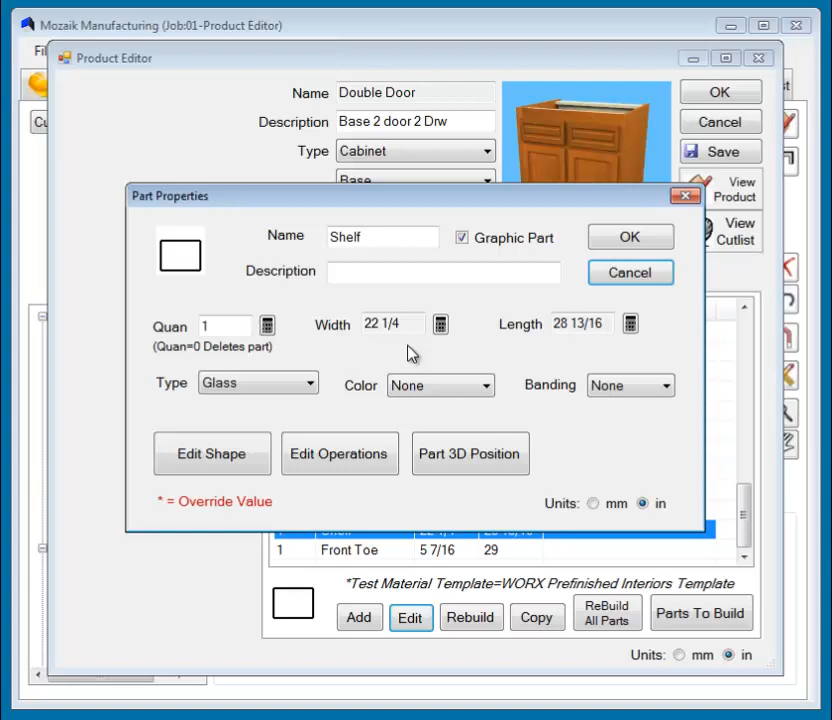 Mozaik Manufacturing (Job:01-Product Editor)
Product Editor
Name Double Door
Description Base 2 door 2 Drw
Type Cabinet
Base
OK
Cancel
Save
View Product
View Cutlist
Part Properties
Name Shelf
Graphic Part
OK
Description
Cancel
Quan 1
Width 22 1/4
Length 28 13/16
(Quan=0 Deletes part)
Type Glass
Color None
Banding None
Edit Shape
Edit Operations
Part 3D Position
* = Override Value
Units: mm in
1 Front Toe 5 7/16 29
*Test Material Template=WORX Prefinished Interiors Template
Add
Edit
Rebuild
Copy
ReBuild All Parts
Parts To Build
Units: mm in